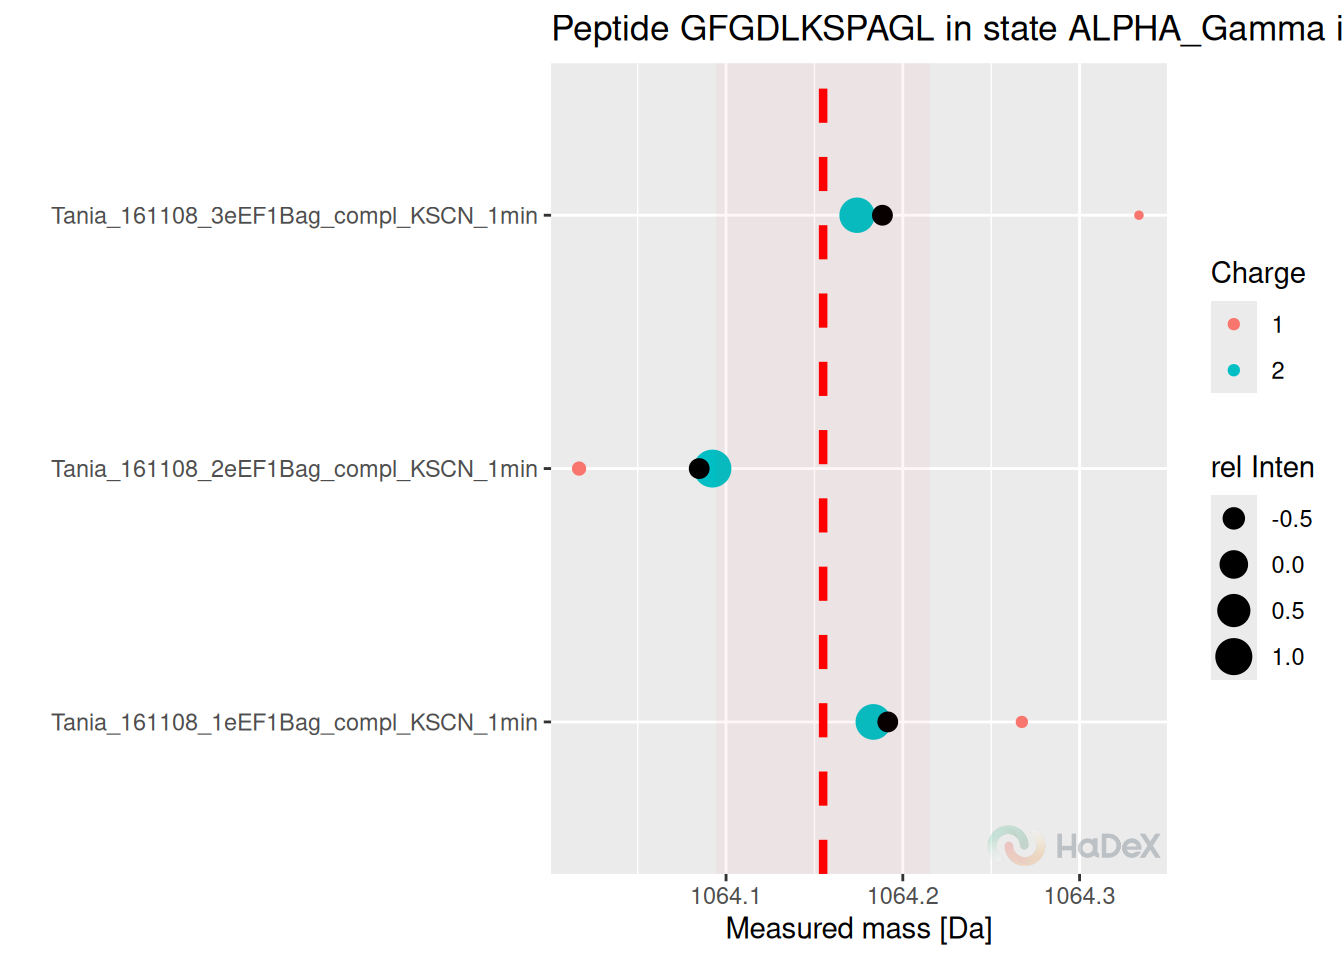 Peptide GFGDLKSPAGL in state ALPHA_Gamma i
Tania_161108_3eEF1Bag_compl_KSCN_1min
Tania_161108_2eEF1Bag_compl_KSCN_1min
Tania_161108_1eEF1Bag_compl_KSCN_1min
1064.1
1064.2
1064.3
Measured mass [Da]
HaDeX
Charge
1
2
rel Inten
-0.5
0.0
0.5
1.0